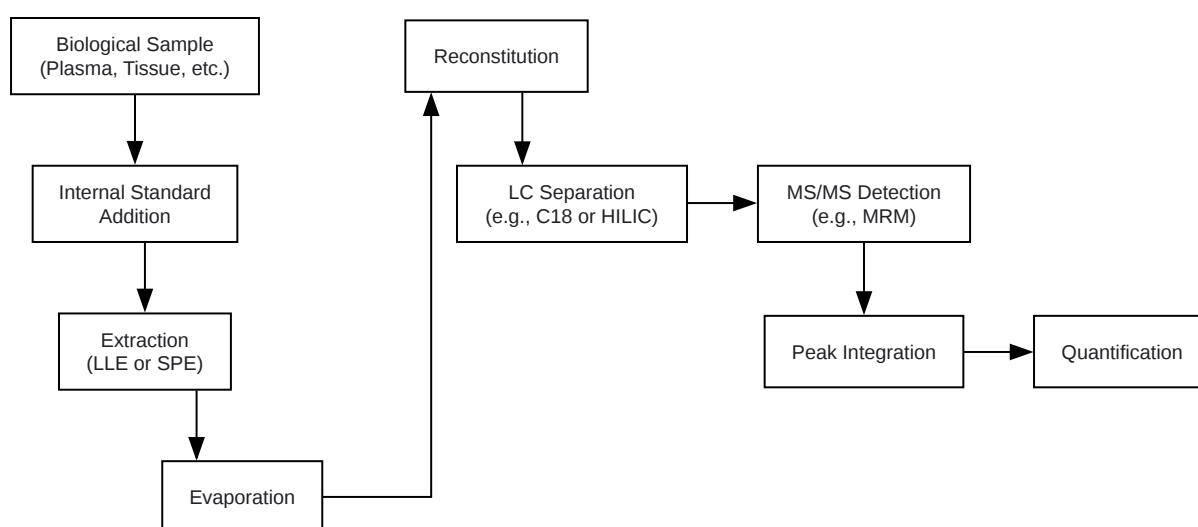 Biological Sample
(Plasma, Tissue, etc.)
Internal Standard
Addition
Extraction
(LLE or SPE)
Evaporation
Reconstitution
LC Separation
(e.g., C18 or HILIC)
MS/MS Detection
(e.g., MRM)
Peak Integration
Quantification